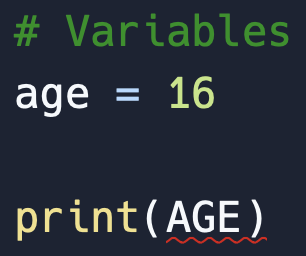 # Variables
age = 16
print(AGE)